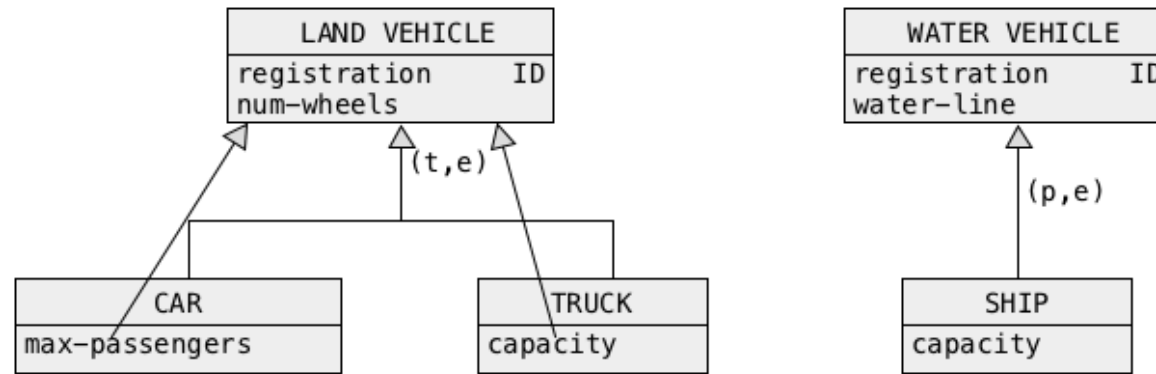 LAND VEHICLE
registration ID
num-wheels
(t,e)
CAR
max-passengers
TRUCK
capacity
WATER VEHICLE
registration ID
water-line
(p,e)
SHIP
capacity